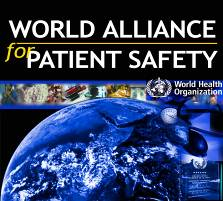 WORLD ALLIANCE
for PATIENT SAFETY
World Health
Organization